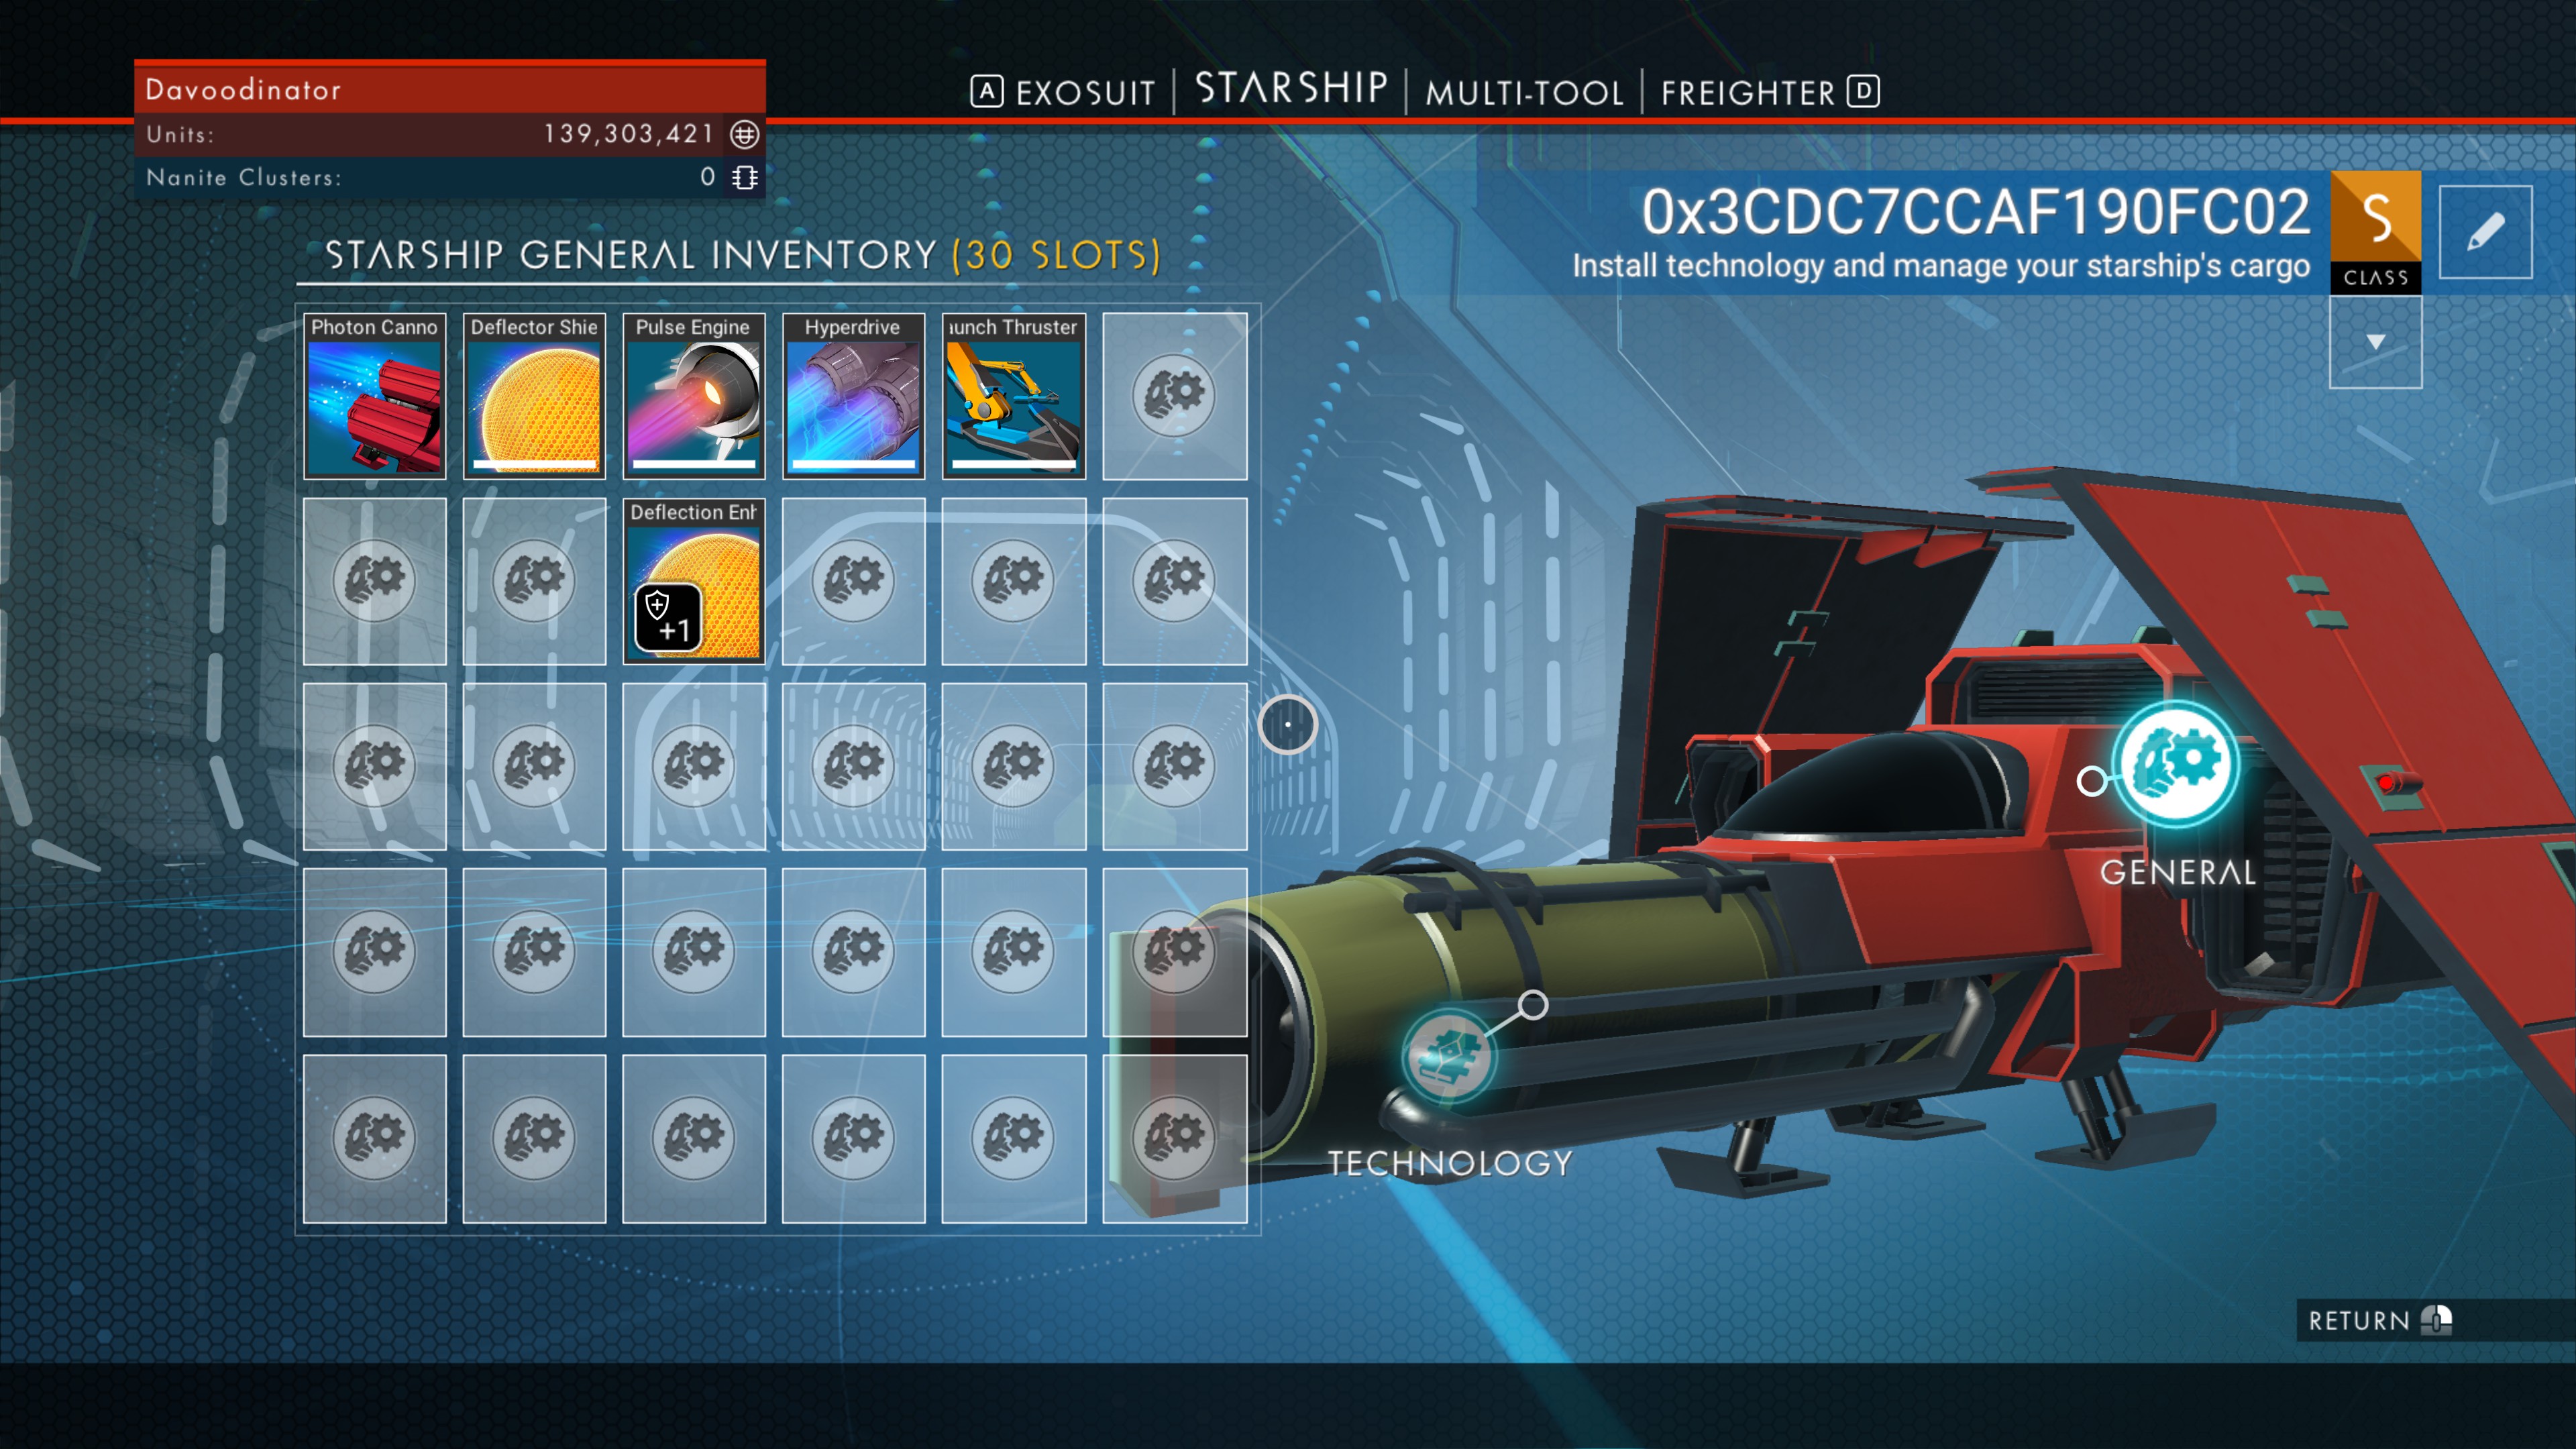 Davoodinator
Units: 139,303,421
Nanite Clusters: 0
A EXOSUIT STARSHIP MULTI-TOOL FREIGHTER D
0x3CDC7CCAF190FC02
Install technology and manage your starship's cargo
S
CLASS
STARSHIP GENERAL INVENTORY (30 SLOTS)
Photon Canno Deflector Shie Pulse Engine Hyperdrive aunch Thruster
Deflection Enh
+1
GENERAL
TECHNOLOGY
RETURN